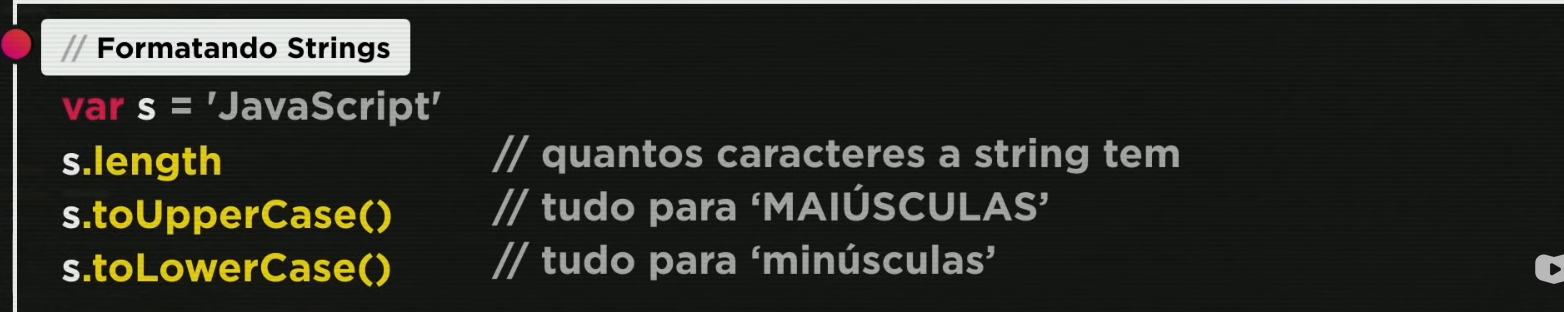 // Formatando Strings
var s = 'JavaScript'
s.length // quantos caracteres a string tem
s.toUpperCase() // tudo para ‘MAIÚSCULAS’
s.toLowerCase() // tudo para ‘minúsculas’